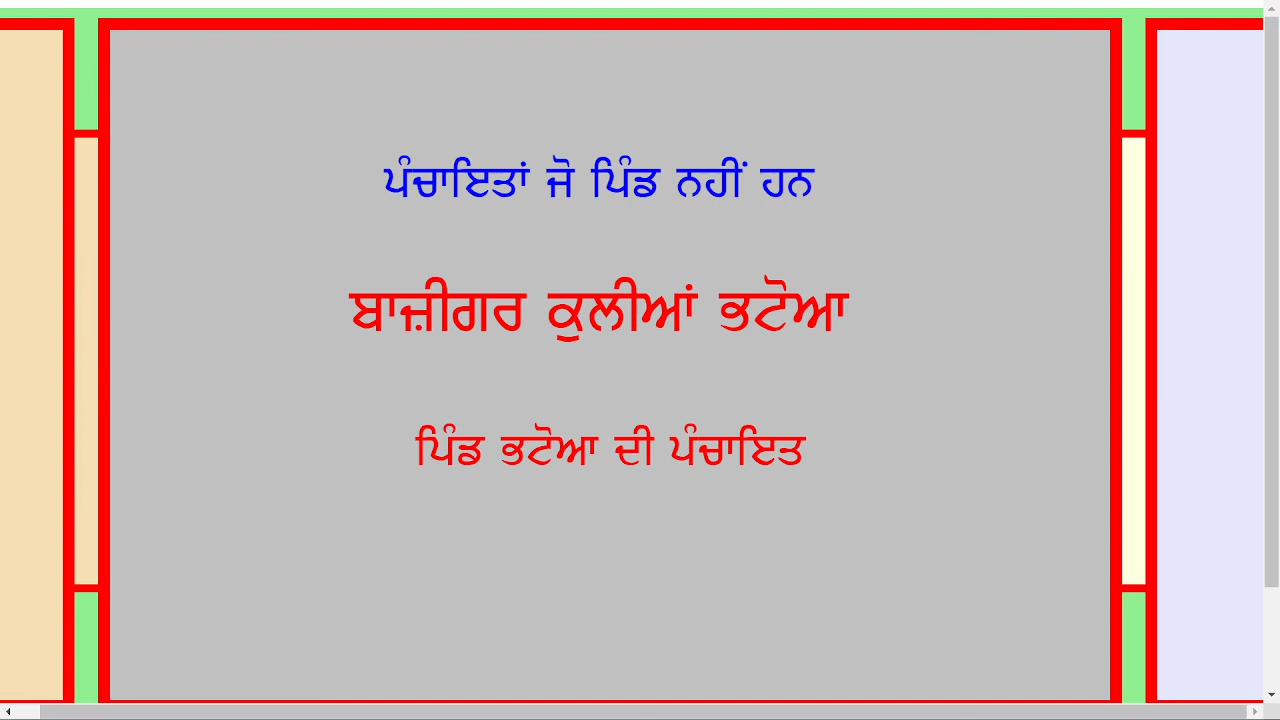 ਪੰਚਾਇਤਾਂ ਜੋ ਪਿੰਡ ਨਹੀਂ ਹਨ
ਬਾਜ਼ੀਗਰ ਕੁਲੀਆਂ ਭਟੋਆ
ਪਿੰਡ ਭਟੋਆ ਦੀ ਪੰਚਾਇਤ